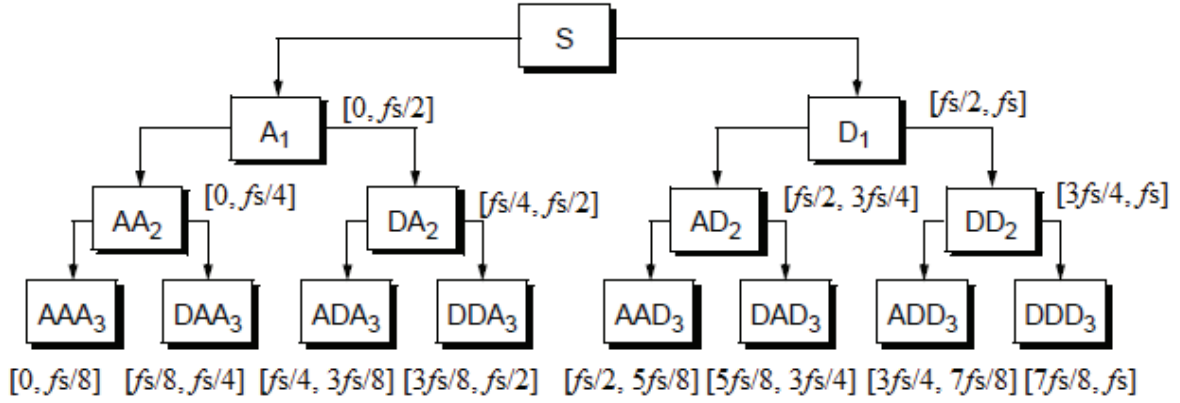 S
[0, fs/2]
[fs/2, fs]
A1
D1
[0, fs/4]
[fs/4, fs/2]
[fs/2, 3fs/4]
[3fs/4, fs]
AA2
DA2
AD2
DD2
AAA3
DAA3
ADA3
DDA3
AAD3
DAD3
ADD3
DDD3
[0, fs/8]
[fs/8, fs/4]
[fs/4, 3fs/8]
[3fs/8, fs/2]
[fs/2, 5fs/8]
[5fs/8, 3fs/4]
[3fs/4, 7fs/8]
[7fs/8, fs]